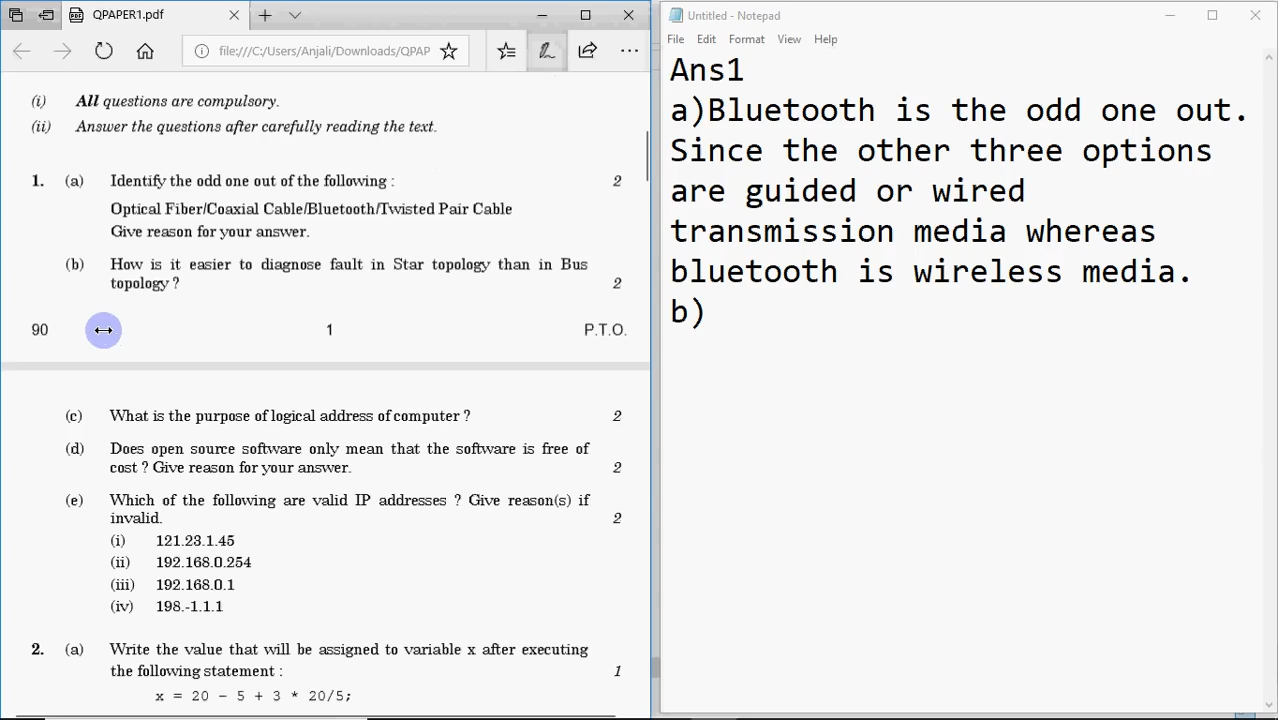 QPAPER1.pdf
file:///C:/Users/Anjali/Downloads/QPAP
(i) All questions are compulsory.
(ii) Answer the questions after carefully reading the text.
1. (a) Identify the odd one out of the following : 2
Optical Fiber/Coaxial Cable/Bluetooth/Twisted Pair Cable
Give reason for your answer.
(b) How is it easier to diagnose fault in Star topology than in Bus
topology ? 2
90 1 P.T.O.
(c) What is the purpose of logical address of computer ? 2
(d) Does open source software only mean that the software is free of
cost ? Give reason for your answer. 2
(e) Which of the following are valid IP addresses ? Give reason(s) if
invalid. 2
(i) 121.23.1.45
(ii) 192.168.0.254
(iii) 192.168.0.1
(iv) 198.-1.1.1
2. (a) Write the value that will be assigned to variable x after executing
the following statement : 1
x = 20 - 5 + 3 * 20/5;
Untitled - Notepad
File Edit Format View Help
Ans1
a)Bluetooth is the odd one out.
Since the other three options
are guided or wired
transmission media whereas
bluetooth is wireless media.
b)